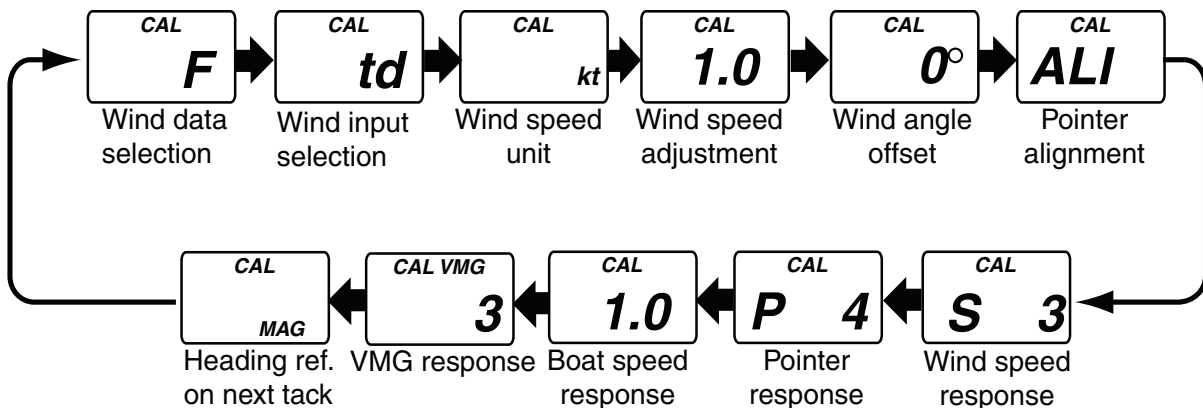 CAL
F
Wind data
selection
CAL
td
Wind input
selection
CAL
kt
Wind speed
unit
CAL
1.0
Wind speed
adjustment
CAL
0°
Wind angle
offset
CAL
ALI
Pointer
alignment
CAL
MAG
Heading ref.
on next tack
CAL VMG
3
VMG response
CAL
1.0
Boat speed
response
CAL
P 4
Pointer
response
CAL
S 3
Wind speed
response